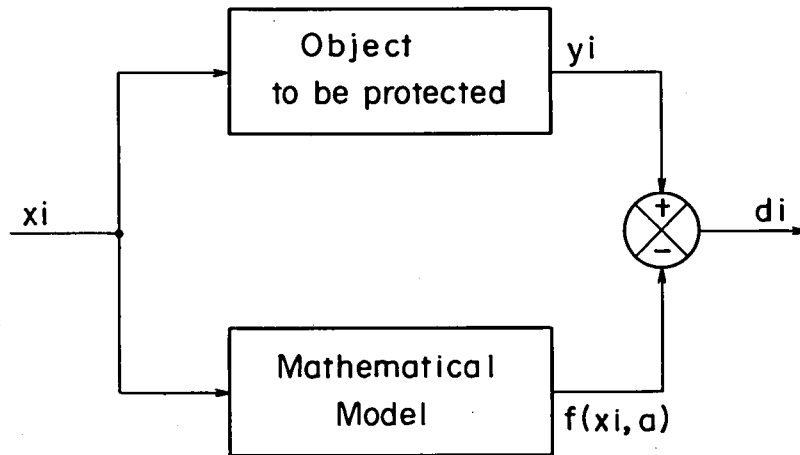 Object
to be protected
yi
xi
+
−
di
Mathematical
Model
f(xi, a)